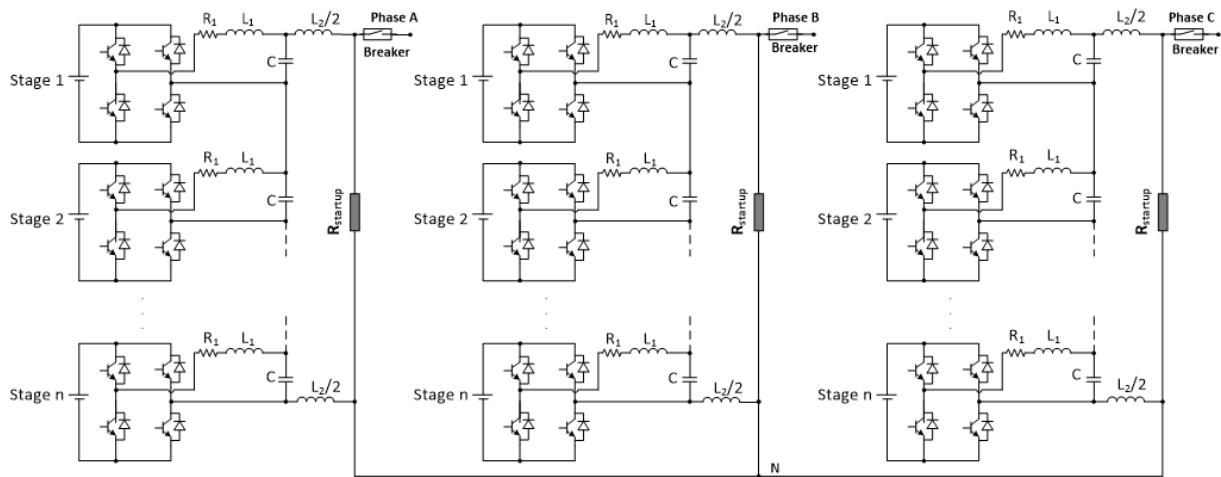 R1 L1 L2/2 Phase A Breaker
Stage 1 C
R1 L1
Stage 2 C Rstartup
R1 L1
Stage n C L2/2
R1 L1 L2/2 Phase B Breaker
Stage 1 C
R1 L1
Stage 2 C Rstartup
R1 L1
Stage n C L2/2
R1 L1 L2/2 Phase C Breaker
Stage 1 C
R1 L1
Stage 2 C Rstartup
R1 L1
Stage n C L2/2
N